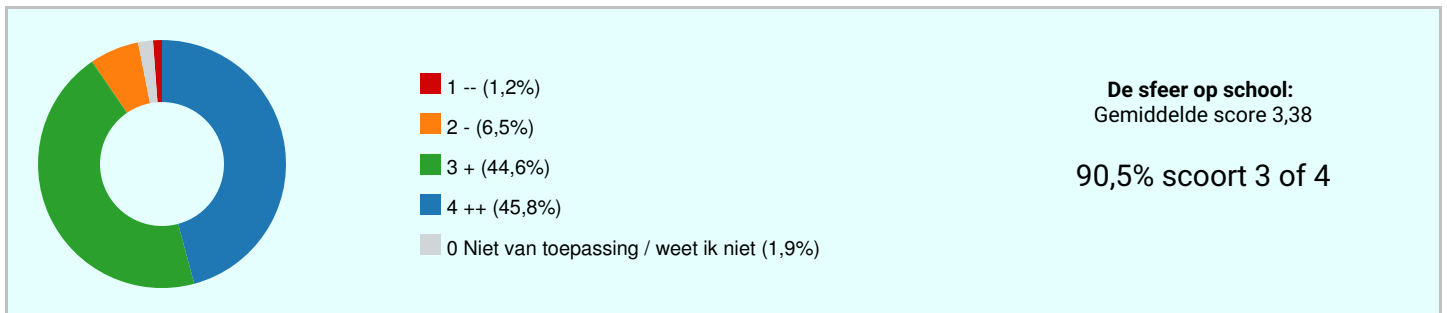 1 -- (1,2%)
2 - (6,5%)
3 + (44,6%)
4 ++ (45,8%)
0 Niet van toepassing / weet ik niet (1,9%)
De sfeer op school:
Gemiddelde score 3,38
90,5% scoort 3 of 4